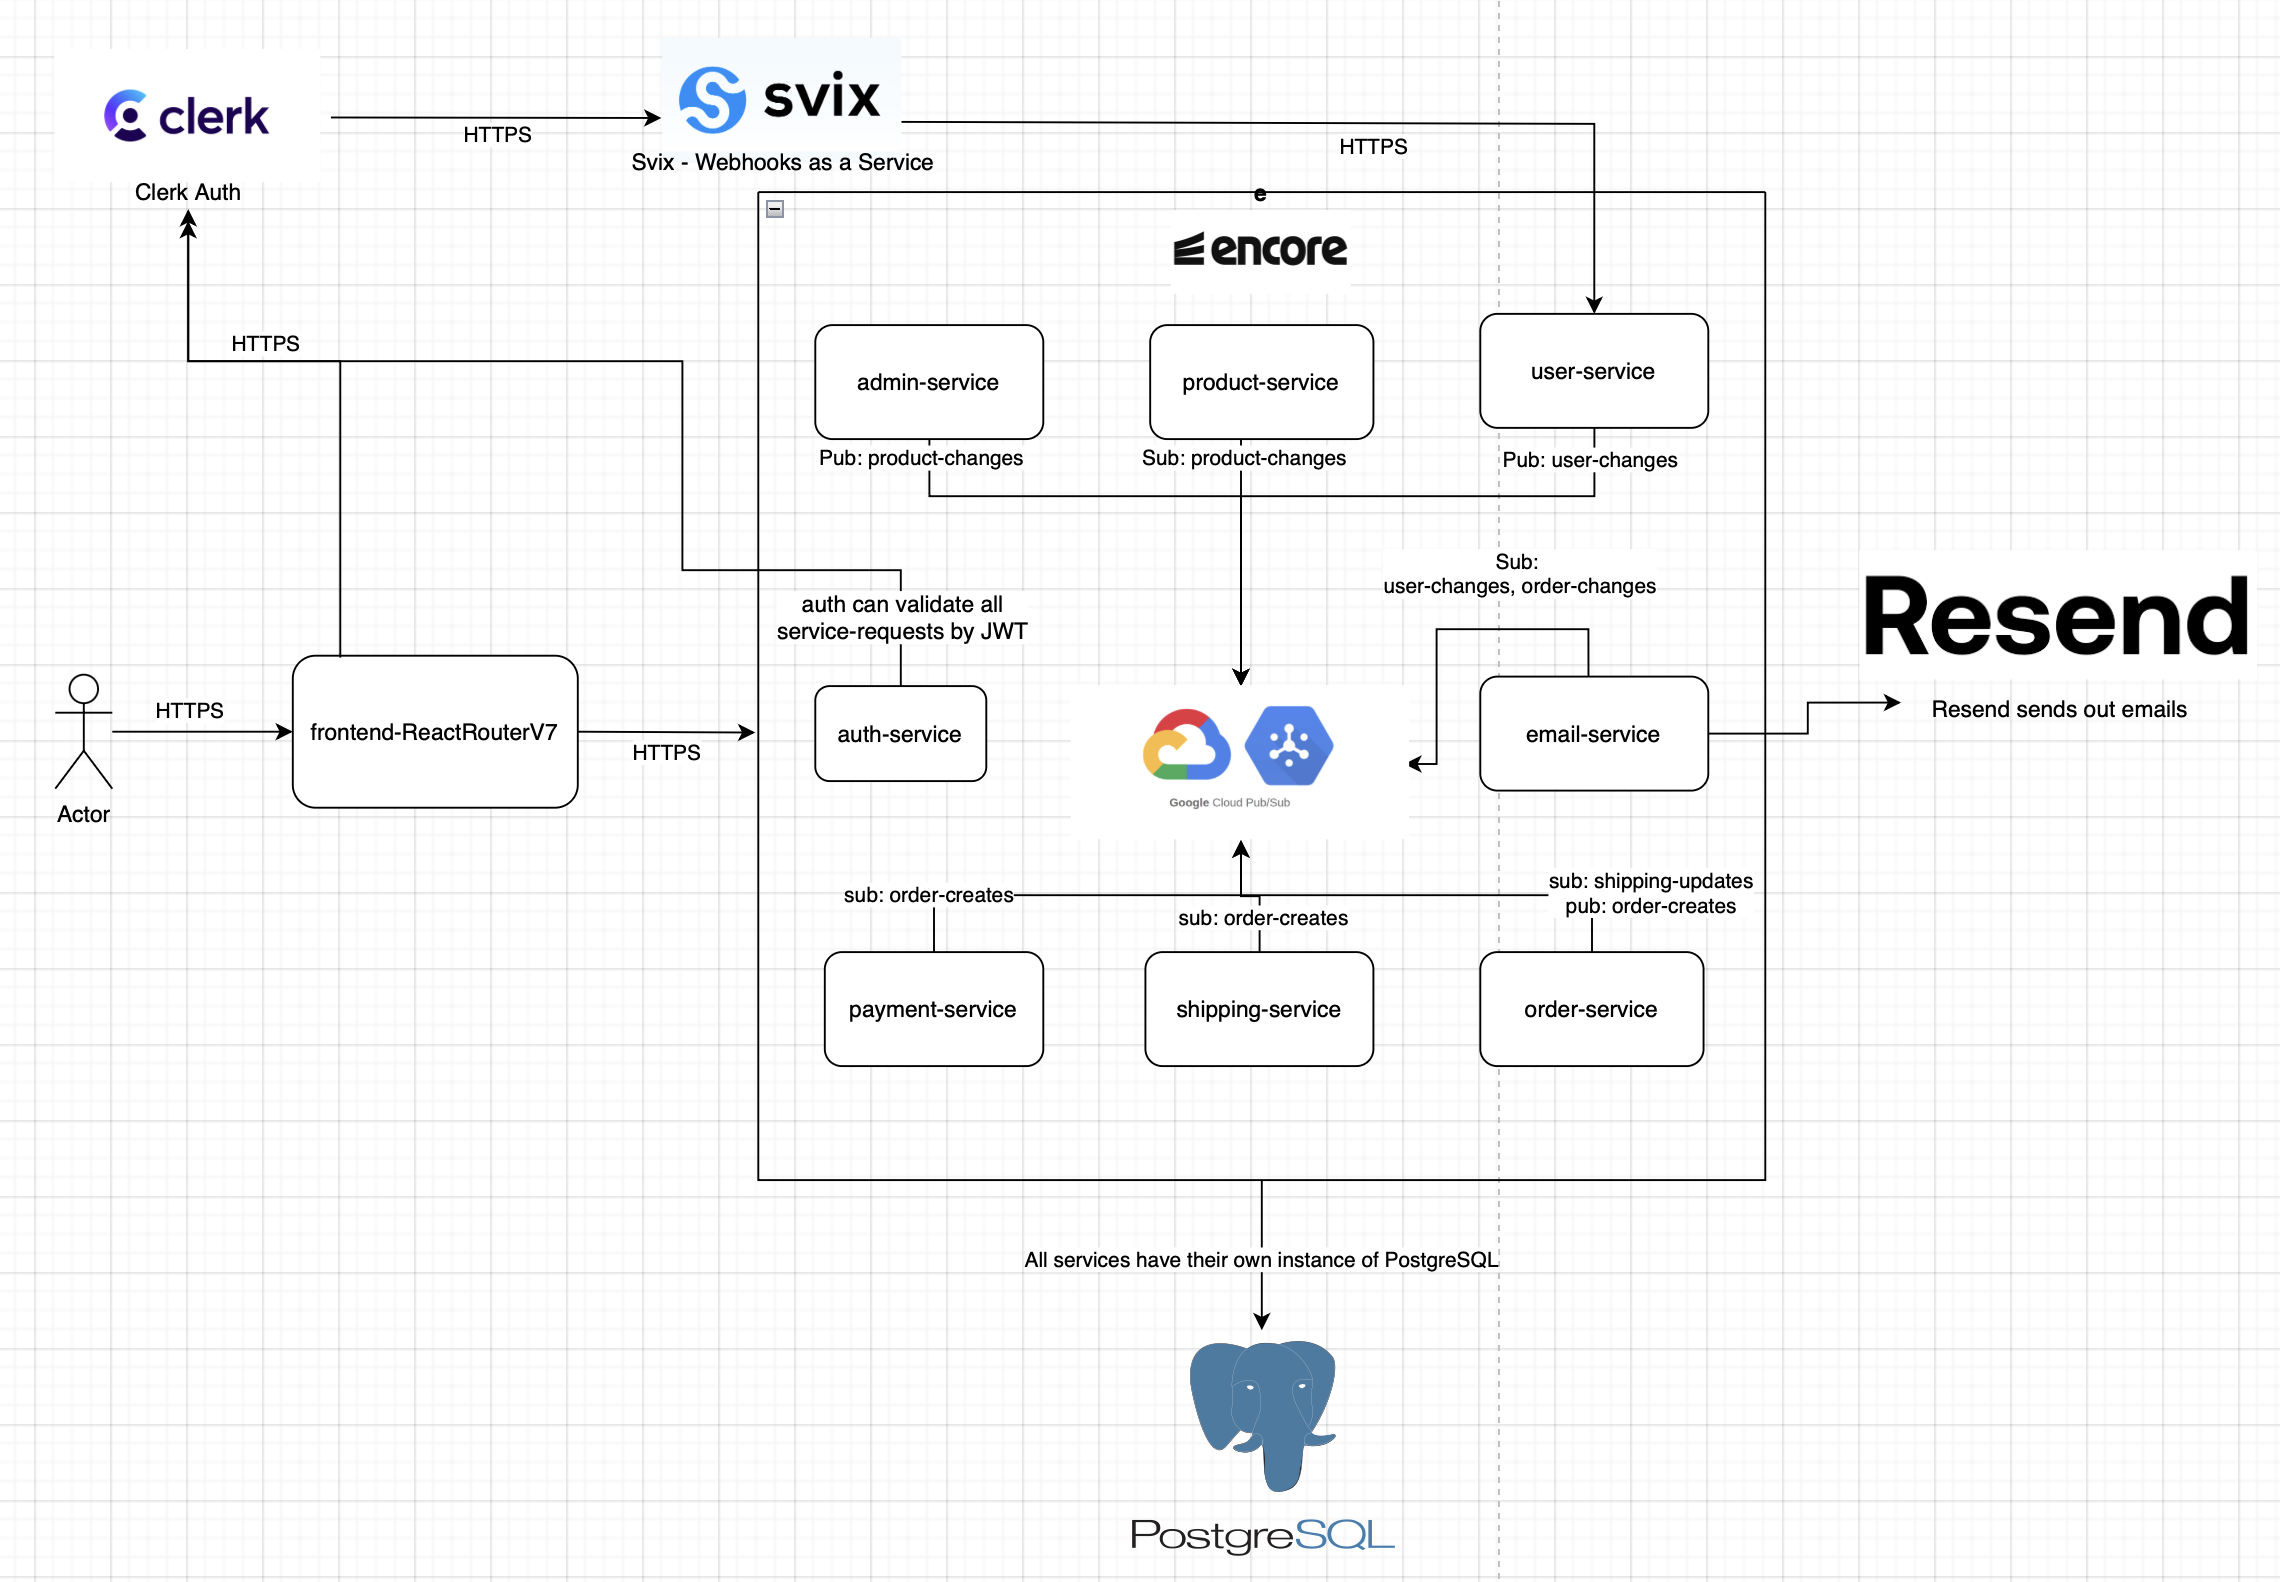 clerk
Clerk Auth
HTTPS
svix
Svix - Webhooks as a Service
HTTPS
e
encore
HTTPS
admin-service
product-service
user-service
Pub: product-changes
Sub: product-changes
Pub: user-changes
Sub:
user-changes, order-changes
auth can validate all
service-requests by JWT
Resend
Resend sends out emails
Actor
HTTPS
frontend-ReactRouterV7
HTTPS
auth-service
Google Cloud Pub/Sub
email-service
sub: order-creates
sub: order-creates
sub: shipping-updates
pub: order-creates
payment-service
shipping-service
order-service
All services have their own instance of PostgreSQL
PostgreSQL